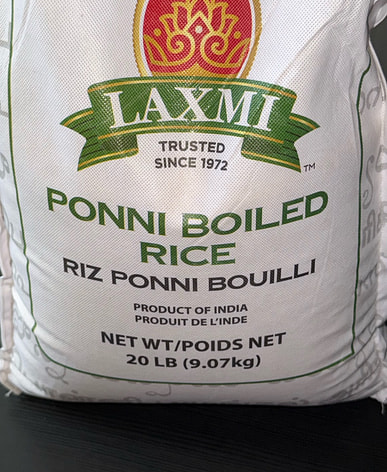 LAXMI
TRUSTED
SINCE 1972
TM
PONNI BOILED
RICE
RIZ PONNI BOUILLI
PRODUCT OF INDIA
PRODUIT DE L'INDE
NET WT/POIDS NET
20 LB (9.07kg)